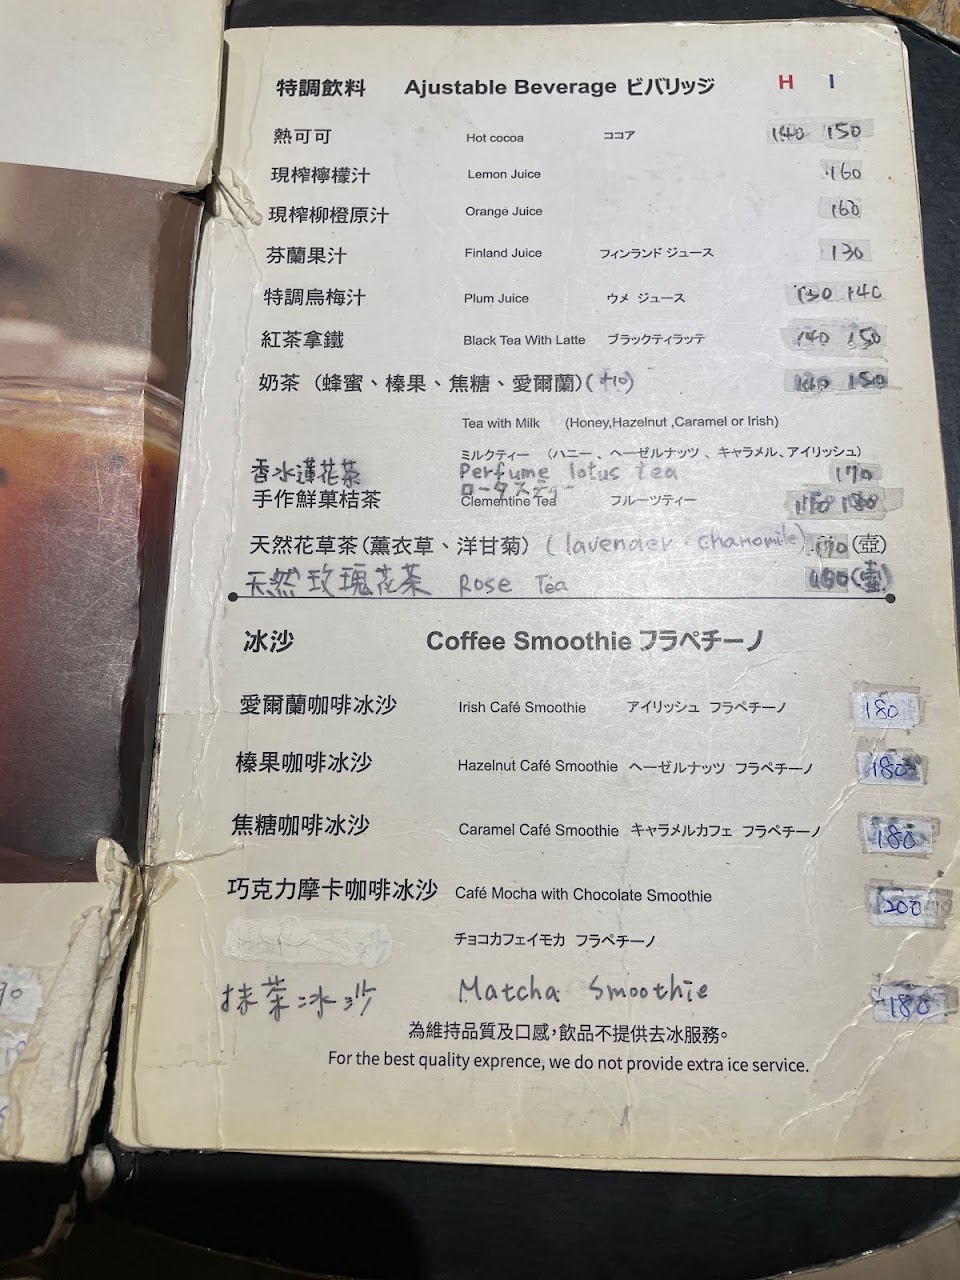 特調飲料 Ajustable Beverage ビバリッジ H I
熱可可 Hot cocoa ココア 140 150
現榨檸檬汁 Lemon Juice 160
現榨柳橙原汁 Orange Juice 160
芬蘭果汁 Finland Juice フィンランド ジュース 130
特調烏梅汁 Plum Juice ウメ ジュース 130 140
紅茶拿鐵 Black Tea With Latte ブラックティラッテ 140 150
奶茶 (蜂蜜、榛果、焦糖、愛爾蘭)(+10) 140 150
Tea with Milk (Honey,Hazelnut ,Caramel or Irish)
ミルクティー (ハニー 、ヘーゼルナッツ 、キャラメル、アイリッシュ)
香水蓮花茶 Perfume lotus tea 170
ロータスティー
手作鮮菓桔茶 Clementine Tea フルーツティー 180
天然花草茶(薰衣草、洋甘菊) (lavender . chamomile) 170 (壺)
天然玫瑰花茶 Rose Tea (壺)
冰沙 Coffee Smoothie フラペチーノ
愛爾蘭咖啡冰沙 Irish Café Smoothie アイリッシュ フラペチーノ 180
榛果咖啡冰沙 Hazelnut Café Smoothie ヘーゼルナッツ フラペチーノ 180
焦糖咖啡冰沙 Caramel Café Smoothie キャラメルカフェ フラペチーノ 180
巧克力摩卡咖啡冰沙 Café Mocha with Chocolate Smoothie 200
チョコカフェイモカ フラペチーノ
抹茶冰沙 Matcha Smoothie 180
為維持品質及口感，飲品不提供去冰服務。
For the best quality exprence, we do not provide extra ice service.